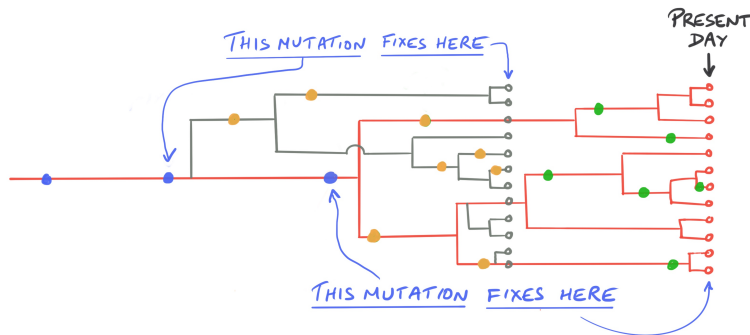 PRESENT
DAY
THIS MUTATION FIXES HERE
THIS MUTATION FIXES HERE